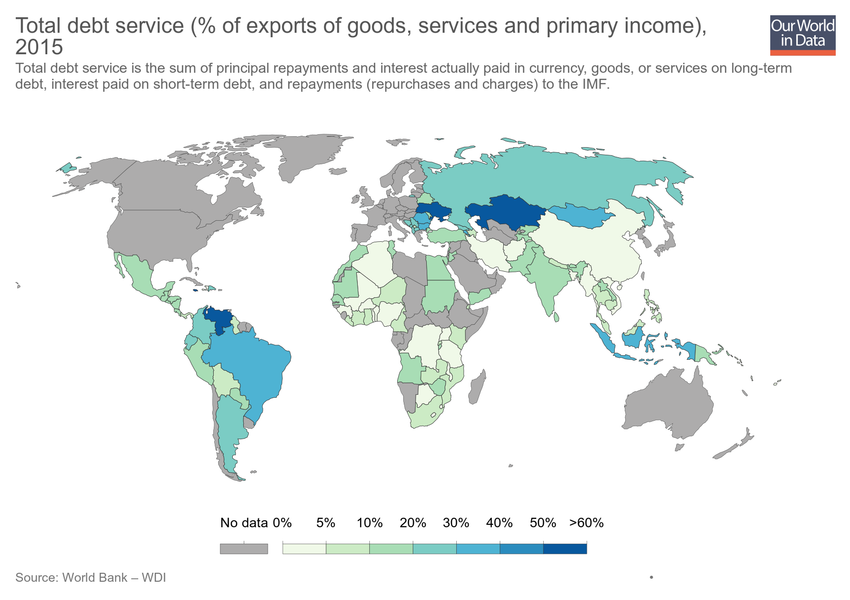 Total debt service (% of exports of goods, services and primary income),
2015
Our World
in Data
Total debt service is the sum of principal repayments and interest actually paid in currency, goods, or services on long-term
debt, interest paid on short-term debt, and repayments (repurchases and charges) to the IMF.
No data 0% 5% 10% 20% 30% 40% 50% >60%
Source: World Bank – WDI